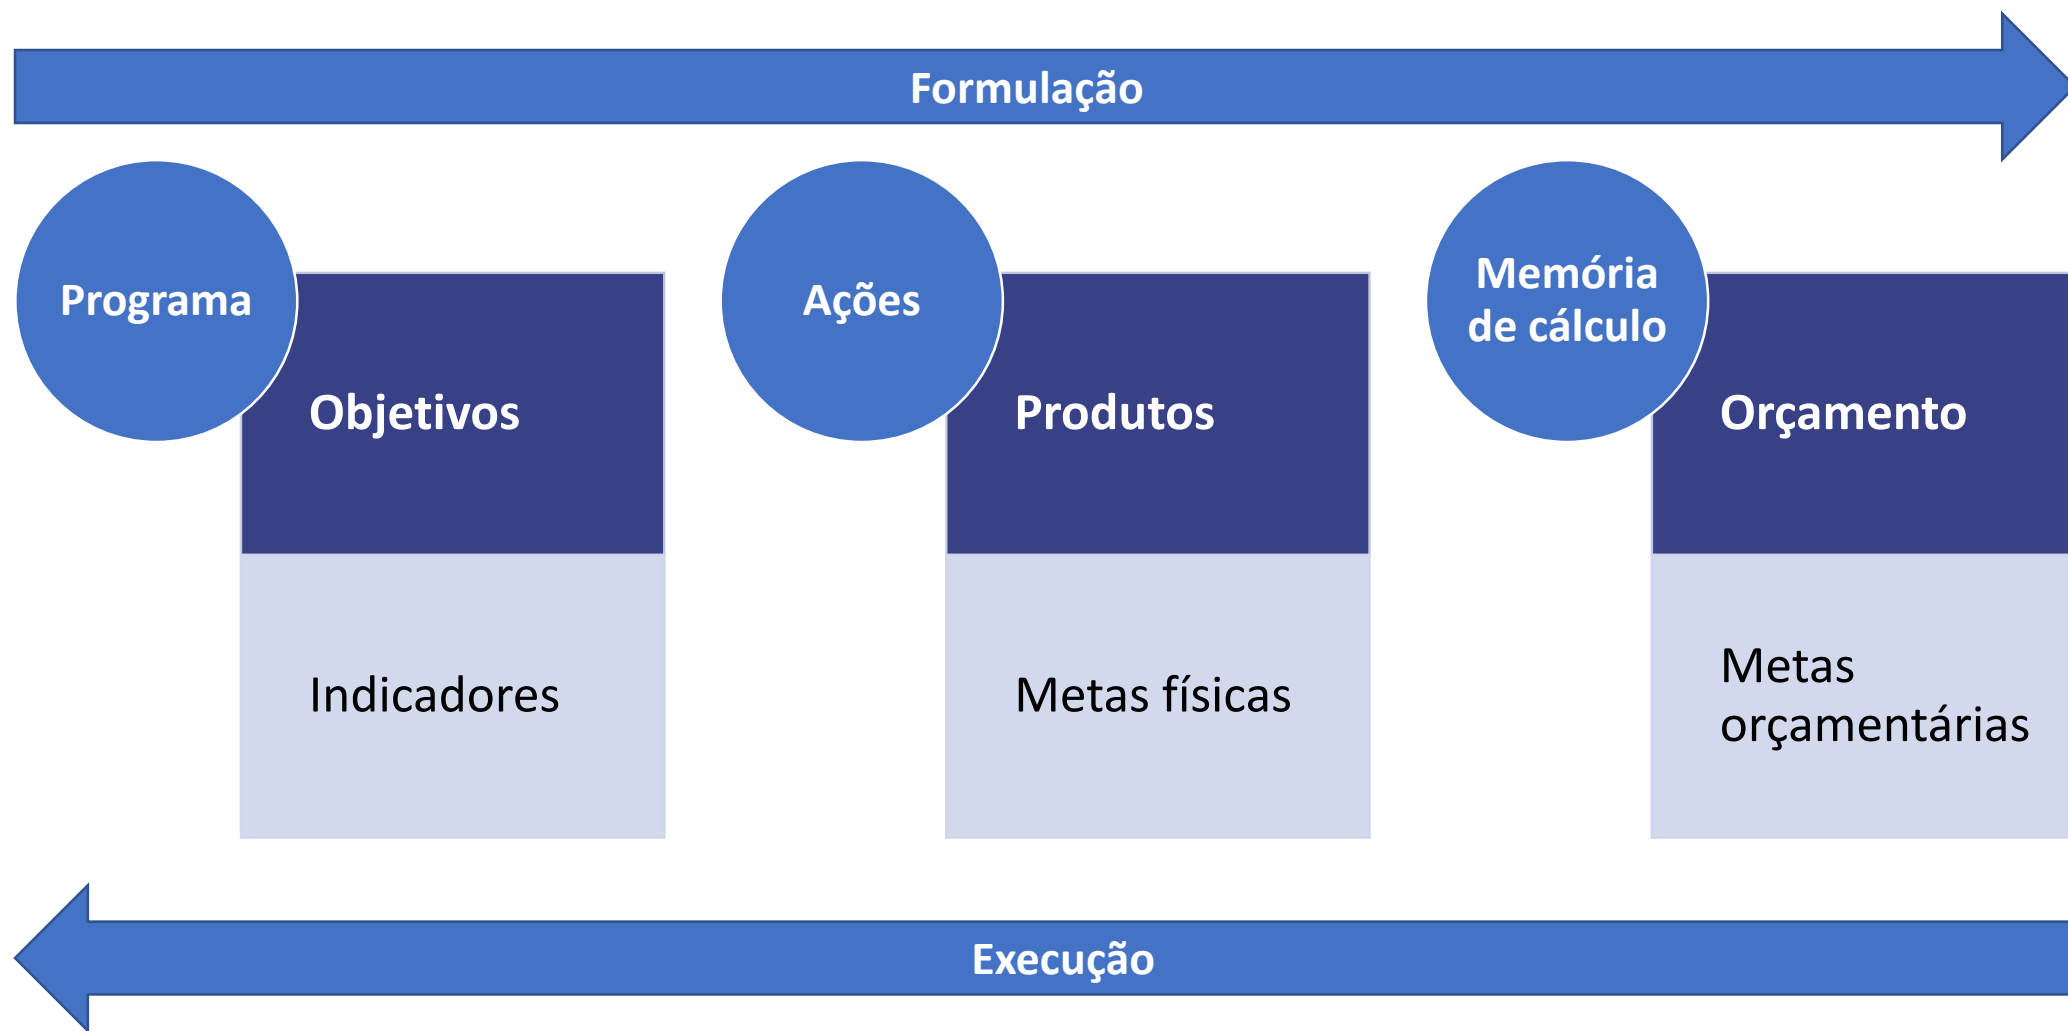 Formulação
Programa
Objetivos
Indicadores
Ações
Produtos
Metas físicas
Memória
de cálculo
Orçamento
Metas
orçamentárias
Execução